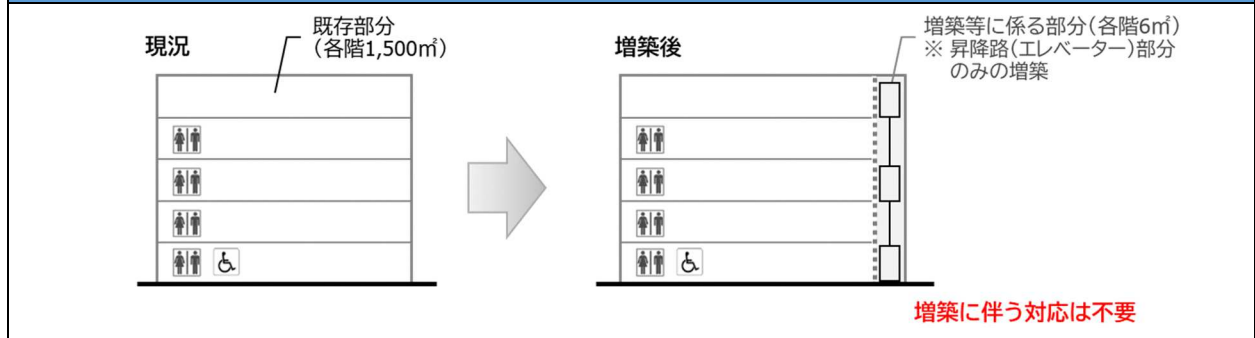 現況
既存部分
(各階1,500㎡)
増築後
増築等に係る部分(各階6㎡)
※ 昇降路(エレベーター)部分
のみの増築
増築に伴う対応は不要